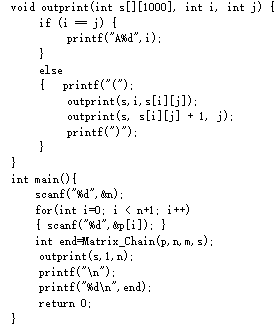 void outprint(int s[][1000], int i, int j) {
if (i == j) {
printf("A%d",i);
}
else
{ printf("(");
outprint(s,i,s[i][j]);
outprint(s, s[i][j] + 1, j);
printf(")");
}
}
int main(){
scanf("%d",&n);
for(int i=0; i < n+1; i++)
{ scanf("%d",&p[i]); }
int end=Matrix_Chain(p,n,m,s);
outprint(s,1,n);
printf("\n");
printf("%d\n",end);
return 0;
}